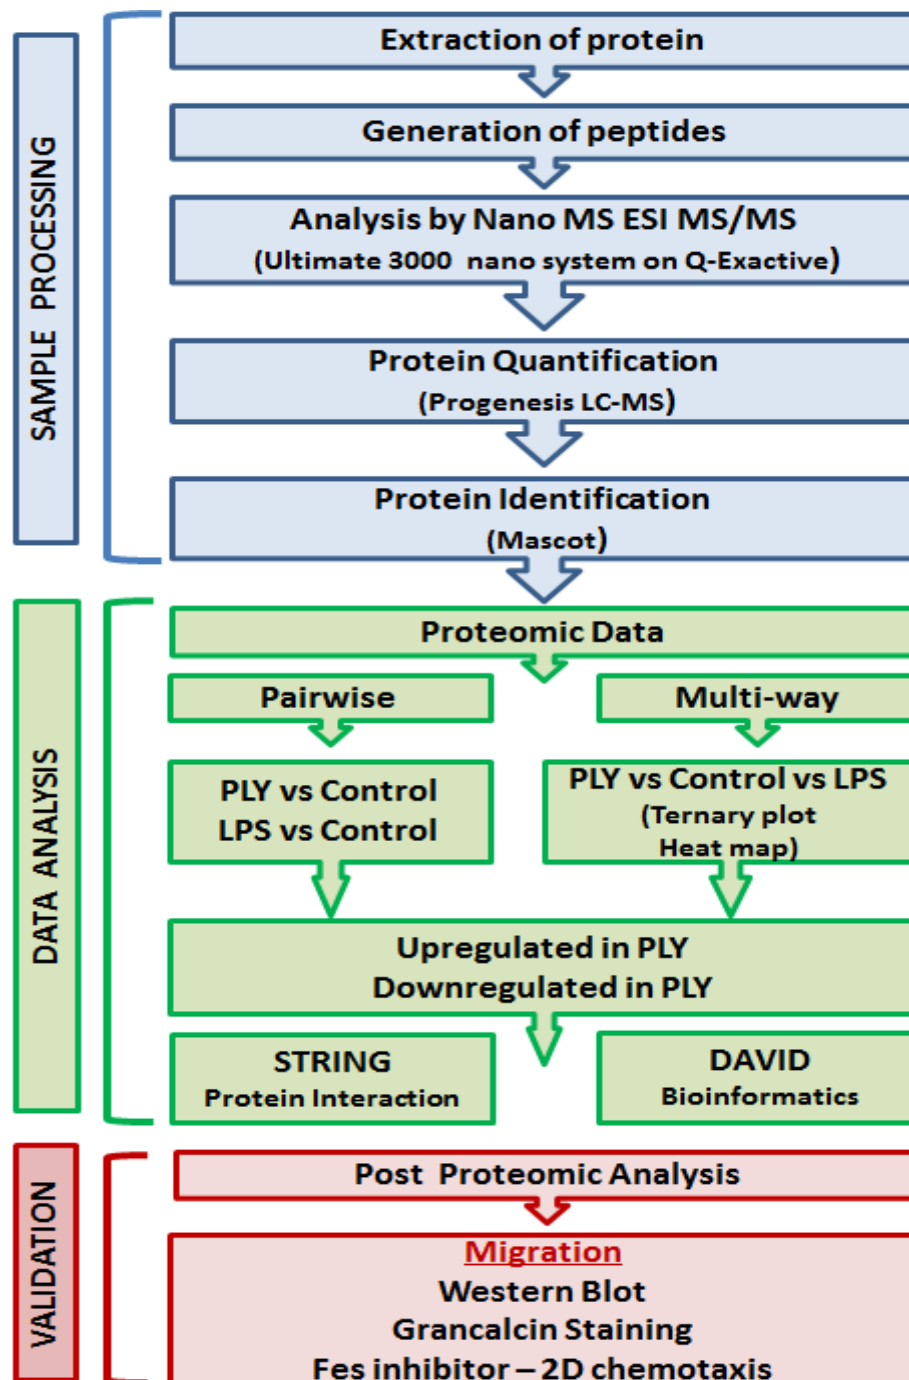 SAMPLE PROCESSING
Extraction of protein
Generation of peptides
Analysis by Nano MS ESI MS/MS
(Ultimate 3000 nano system on Q-Exactive)
Protein Quantification
(Progenesis LC-MS)
Protein Identification
(Mascot)
DATA ANALYSIS
Proteomic Data
Pairwise
Multi-way
PLY vs Control
LPS vs Control
PLY vs Control vs LPS
(Ternary plot
Heat map)
Upregulated in PLY
Downregulated in PLY
STRING
Protein Interaction
DAVID
Bioinformatics
VALIDATION
Post Proteomic Analysis
Migration
Western Blot
Grancalcin Staining
Fes inhibitor – 2D chemotaxis